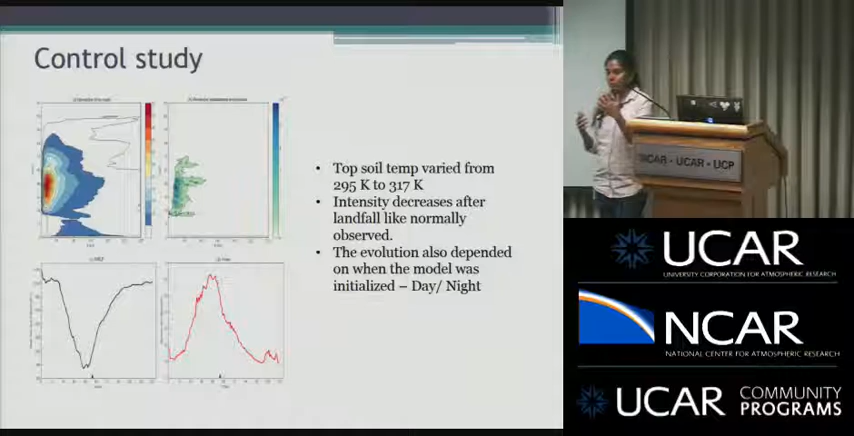 Control study
• Top soil temp varied from
295 K to 317 K
• Intensity decreases after
landfall like normally
observed.
• The evolution also depended
on when the model was
initialized – Day/ Night
NCAR - UCAR - UCP
UCAR
UNIVERSITY CORPORATION FOR ATMOSPHERIC RESEARCH
NCAR
NATIONAL CENTER FOR ATMOSPHERIC RESEARCH
UCAR
COMMUNITY
PROGRAMS